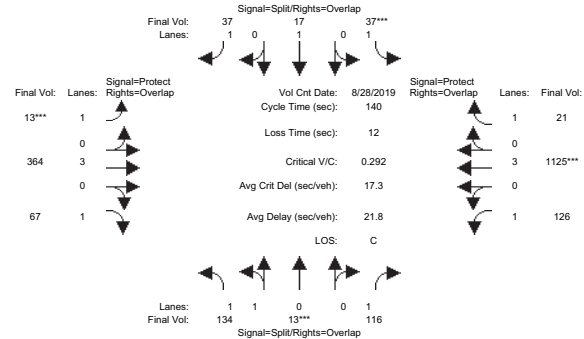 Signal=Split/Rights=Overlap
Final Vol: 37 17 37***
Lanes: 1 0 1 0 1
Signal=Protect Signal=Protect
Final Vol: Lanes: Rights=Overlap Vol Cnt Date: 8/28/2019 Rights=Overlap Lanes: Final Vol:
Cycle Time (sec): 140
13*** 1 1 21
Loss Time (sec): 12
0 0
364 3 Critical V/C: 0.292 3 1125***
0 Avg Crit Del (sec/veh): 17.3 0
67 1 Avg Delay (sec/veh): 21.8 1 126
LOS: C
Lanes: 1 1 0 0 1
Final Vol: 134 13*** 116
Signal=Split/Rights=Overlap